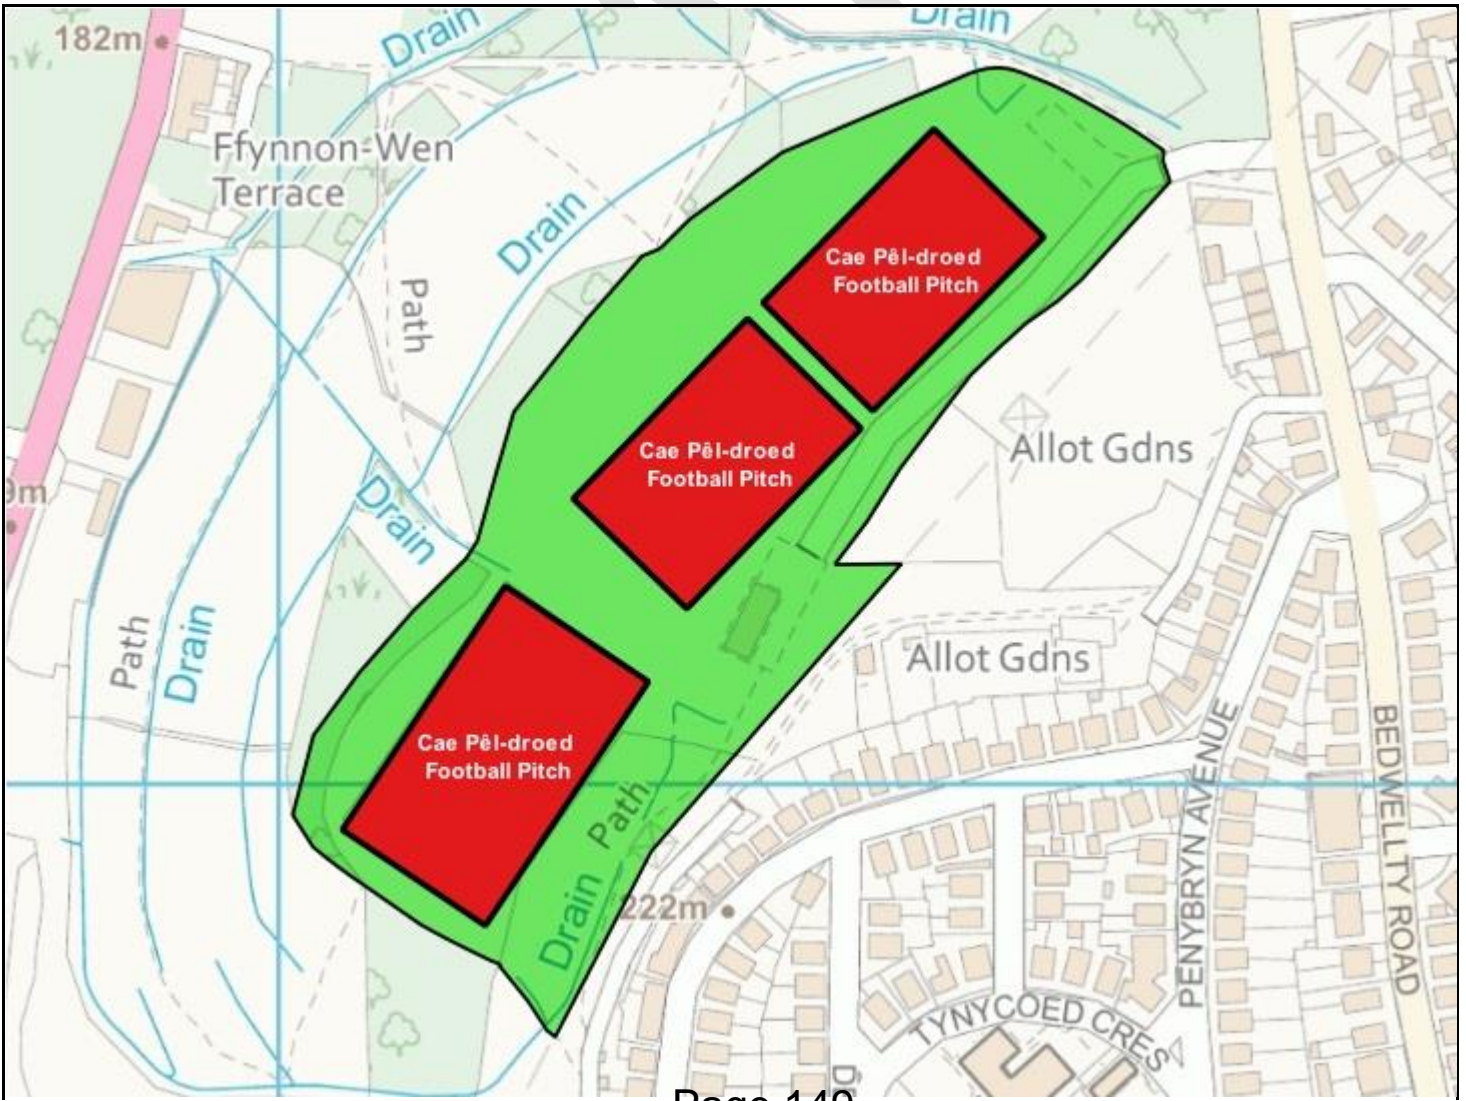 Drain
Drain
182m
Ffynnon-Wen
Terrace
Drain
Path
Cae Pêl-droed
Football Pitch
Cae Pêl-droed
Football Pitch
Allot Gdns
9m
Drain
Path
Drain
Allot Gdns
Cae Pêl-droed
Football Pitch
Path
Drain
222m
PENYBRYN AVENUE
BEDWELLTY ROAD
TYNYCOED CRES
Page 149